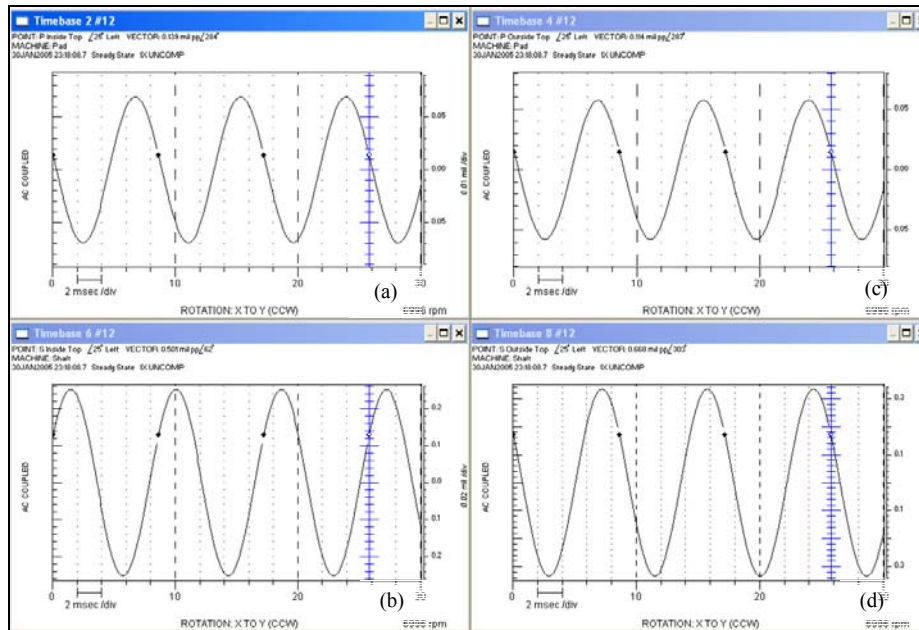 Timebase 2 #12
POINT: P Inside Top ∠25° Left VECTOR: 0.139 mil pp∠284°
MACHINE: Pad
30JAN2005 23:18:08.7 Steady State 1X UNCOMP
AC COUPLED
0.05
0.00
0.05
0.01 mil /div
0 10 20 30
2 msec /div
(a)
ROTATION: X TO Y (CCW)
rpm
Timebase 4 #12
POINT: P Outside Top ∠25° Left VECTOR: 0.114 mil pp∠287°
MACHINE: Pad
30JAN2005 23:18:08.7 Steady State 1X UNCOMP
AC COUPLED
0.05
0.00
0.05
0 10 20
2 msec /div
(c)
ROTATION: X TO Y (CCW)
rpm
Timebase 6 #12
POINT: S Inside Top ∠25° Left VECTOR: 0.501 mil pp∠62°
MACHINE: Shaft
30JAN2005 23:18:08.7 Steady State 1X UNCOMP
AC COUPLED
0.2
0.1
0.0
0.1
0.2
0.02 mil /div
0 10 20
2 msec /div
(b)
ROTATION: X TO Y (CCW)
rpm
Timebase 8 #12
POINT: S Outside Top ∠25° Left VECTOR: 0.668 mil pp∠303°
MACHINE: Shaft
30JAN2005 23:18:08.7 Steady State 1X UNCOMP
AC COUPLED
0 10 20
2 msec /div
(d)
ROTATION: X TO Y (CCW)
rpm